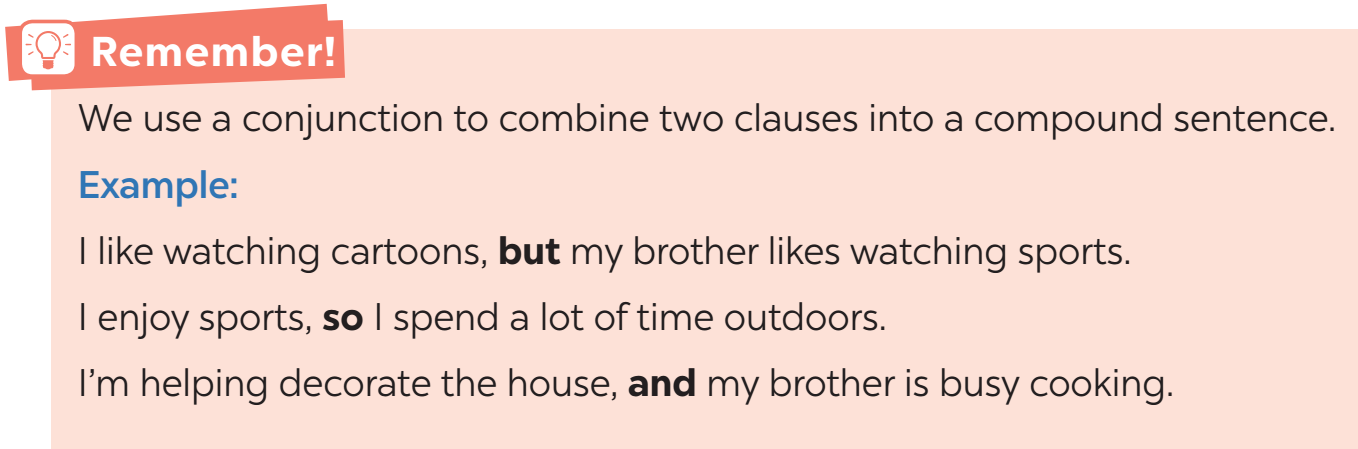 Remember!
We use a conjunction to combine two clauses into a compound sentence.
Example:
I like watching cartoons, but my brother likes watching sports.
I enjoy sports, so I spend a lot of time outdoors.
I'm helping decorate the house, and my brother is busy cooking.